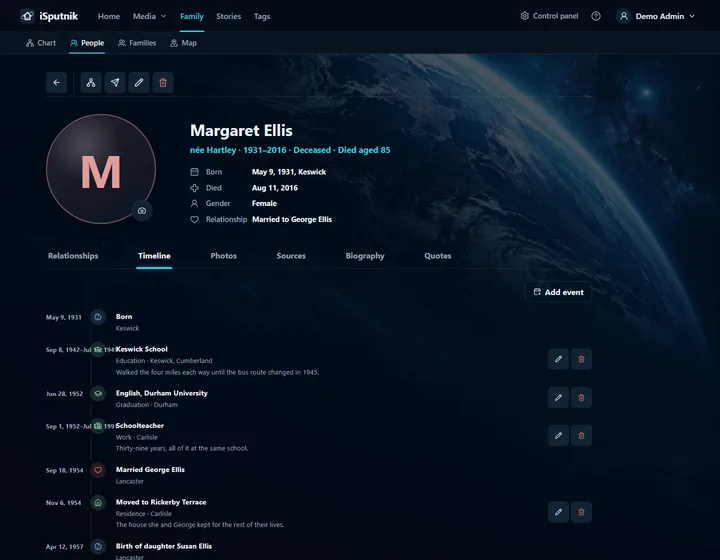 iSputnik
Home
Media
Family
Stories
Tags
Control panel
Demo Admin
Chart
People
Families
Map
M
Margaret Ellis
née Hartley · 1931–2016 · Deceased · Died aged 85
Born May 9, 1931, Keswick
Died Aug 11, 2016
Gender Female
Relationship Married to George Ellis
Relationships
Timeline
Photos
Sources
Biography
Quotes
Add event
May 9, 1931
Born
Keswick
Sep 8, 1942–Jul
Keswick School
Education · Keswick, Cumberland
Walked the four miles each way until the bus route changed in 1945.
Jun 28, 1952
English, Durham University
Graduation · Durham
Sep 1, 1952–Jul
Schoolteacher
Work · Carlisle
Thirty-nine years, all of it at the same school.
Sep 18, 1954
Married George Ellis
Lancaster
Nov 6, 1954
Moved to Rickerby Terrace
Residence · Carlisle
The house she and George kept for the rest of their lives.
Apr 12, 1957
Birth of daughter Susan Ellis
Lancaster